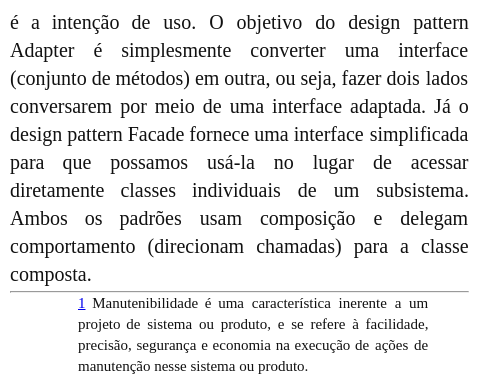 é a intenção de uso. O objetivo do design pattern
Adapter é simplesmente converter uma interface
(conjunto de métodos) em outra, ou seja, fazer dois lados
conversarem por meio de uma interface adaptada. Já o
design pattern Facade fornece uma interface simplificada
para que possamos usá-la no lugar de acessar
diretamente classes individuais de um subsistema.
Ambos os padrões usam composição e delegam
comportamento (direcionam chamadas) para a classe
composta.
1 Manutenibilidade é uma característica inerente a um
projeto de sistema ou produto, e se refere à facilidade,
precisão, segurança e economia na execução de ações de
manutenção nesse sistema ou produto.